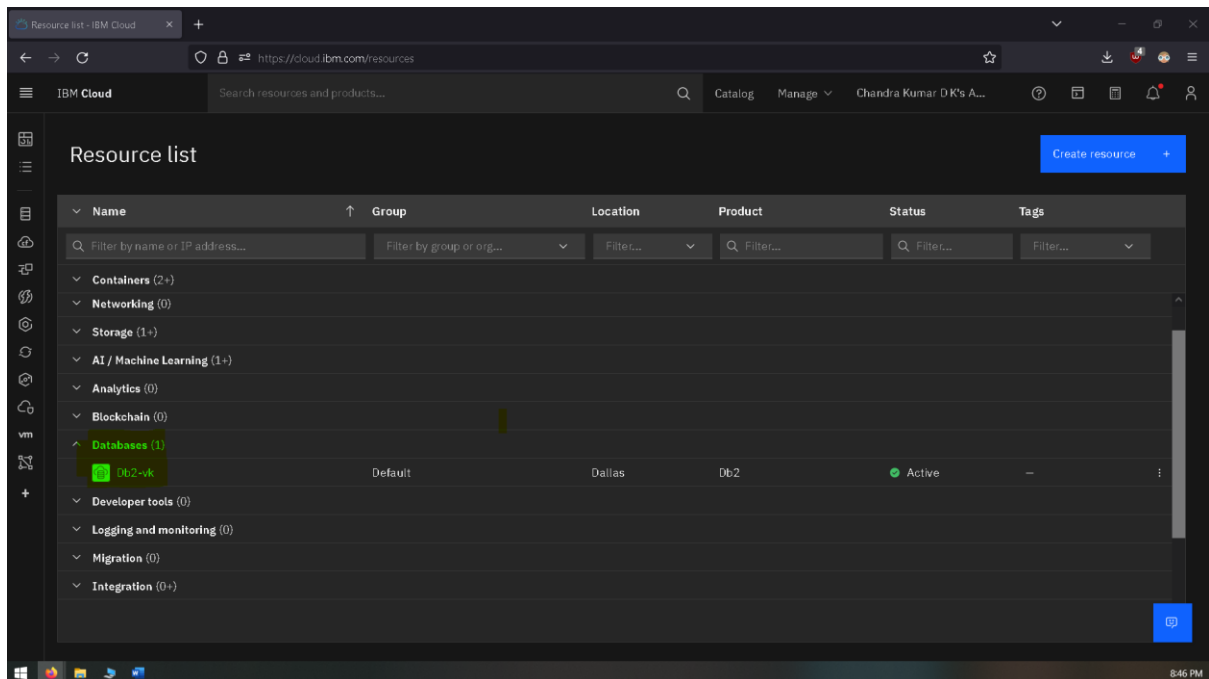 Resource list - IBM Cloud
https://cloud.ibm.com/resources
4
IBM Cloud
Search resources and products...
Catalog
Manage
Chandra Kumar D K's A...
Resource list
Create resource +
Name
Group
Location
Product
Status
Tags
Filter by name or IP address...
Filter by group or org...
Filter...
Filter...
Filter...
Filter...
Containers (2+)
Networking (0)
Storage (1+)
AI / Machine Learning (1+)
Analytics (0)
Blockchain (0)
vm
Databases (1)
Db2-vk
Default
Dallas
Db2
Active
—
Developer tools (0)
Logging and monitoring (0)
Migration (0)
Integration (0+)
8:46 PM